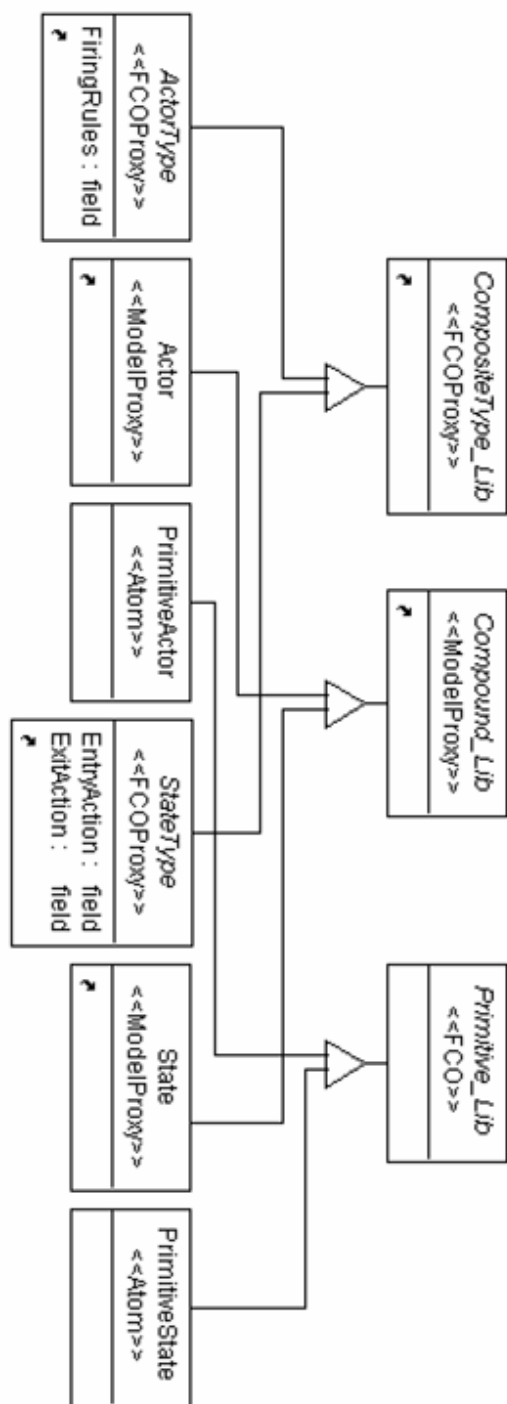 CompositeType_Lib
<<FCOProxy>>
Compound_Lib
<<ModelProxy>>
Primitive_Lib
<<FCO>>
ActorType
<<FCOProxy>>
FiringRules : field
Actor
<<ModelProxy>>
PrimitiveActor
<<Atom>>
StateType
<<FCOProxy>>
EntryAction : field
ExitAction : field
State
<<ModelProxy>>
PrimitiveState
<<Atom>>